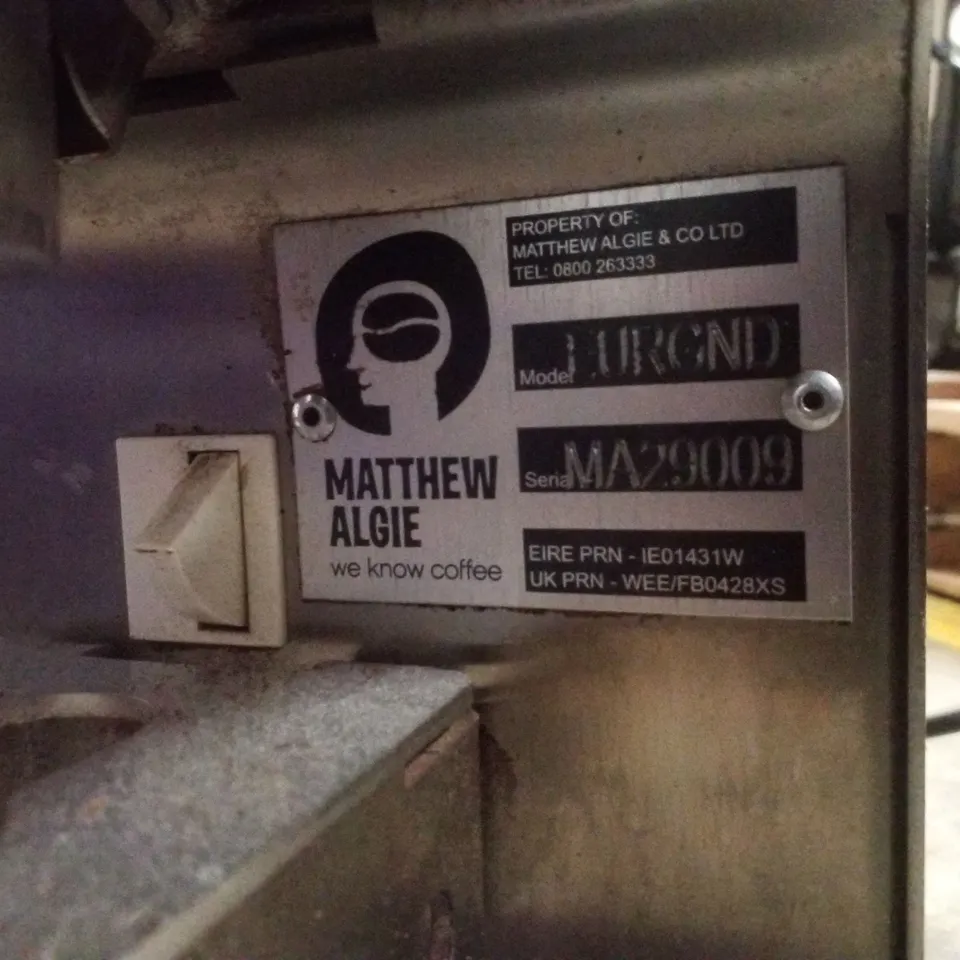 PROPERTY OF:
MATTHEW ALGIE & CO LTD
TEL: 0800 263333
Model EURGND
Serial MA29009
MATTHEW
ALGIE
we know coffee
EIRE PRN - IE01431W
UK PRN - WEE/FB0428XS